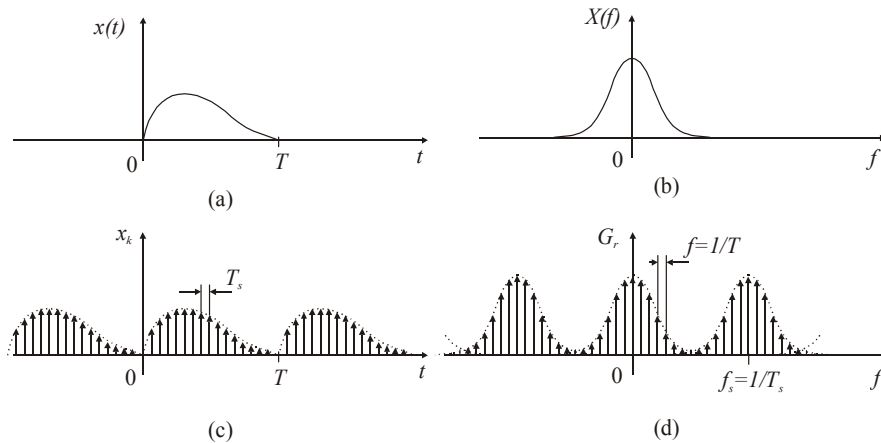 x(t)
0
T
t
(a)
X(f)
0
f
(b)
x_k
T_s
0
T
t
(c)
G_r
f=1/T
0
f_s=1/T_s
f
(d)